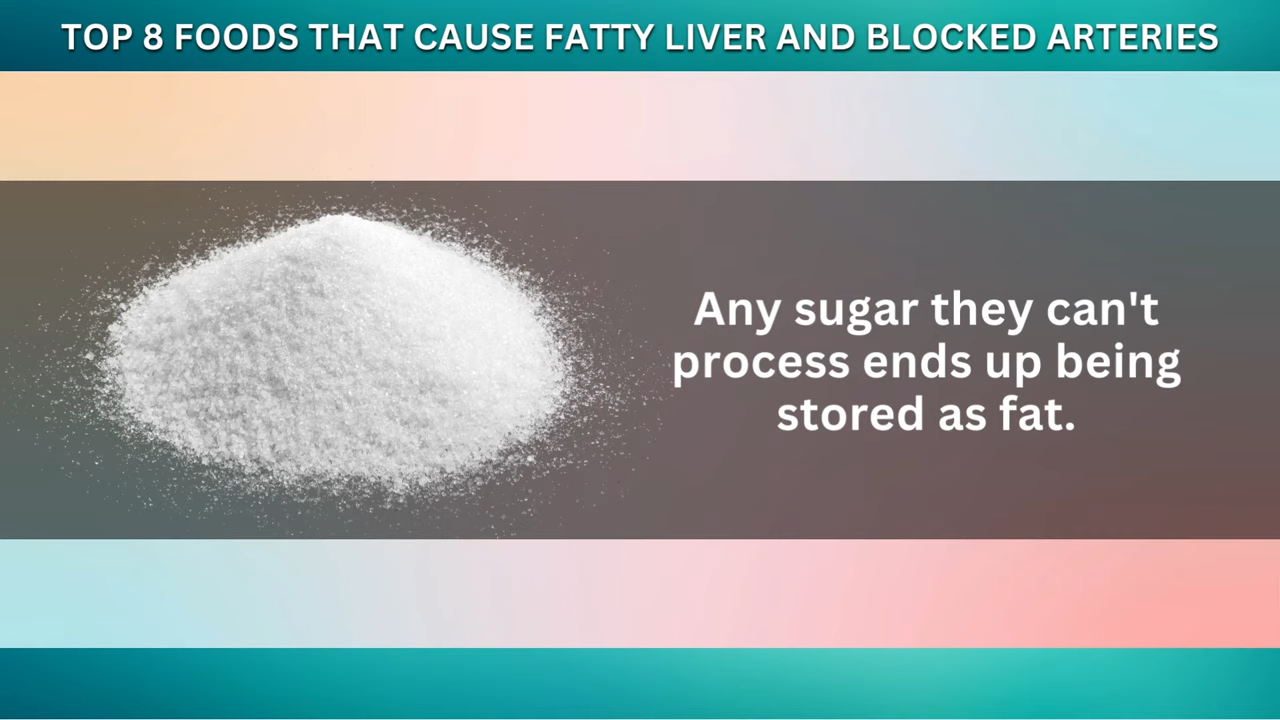 TOP 8 FOODS THAT CAUSE FATTY LIVER AND BLOCKED ARTERIES
Any sugar they can't
process ends up being
stored as fat.